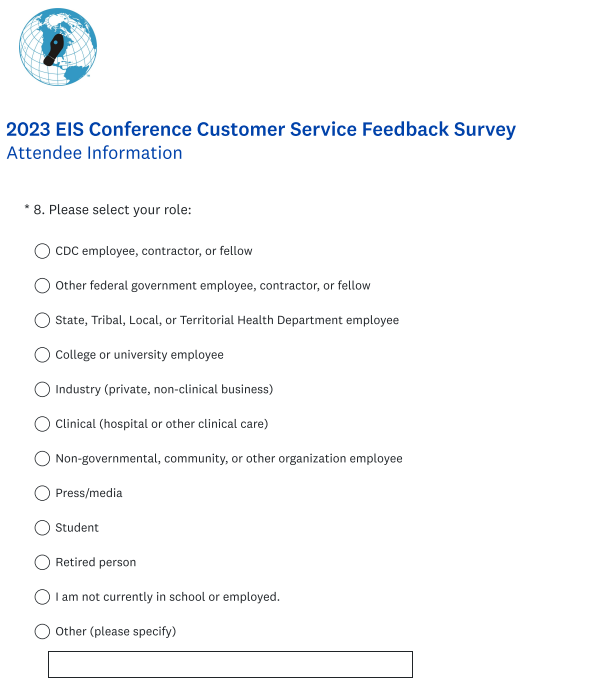 2023 EIS Conference Customer Service Feedback Survey
Attendee Information
* 8. Please select your role:
CDC employee, contractor, or fellow
Other federal government employee, contractor, or fellow
State, Tribal, Local, or Territorial Health Department employee
College or university employee
Industry (private, non-clinical business)
Clinical (hospital or other clinical care)
Non-governmental, community, or other organization employee
Press/media
Student
Retired person
I am not currently in school or employed.
Other (please specify)